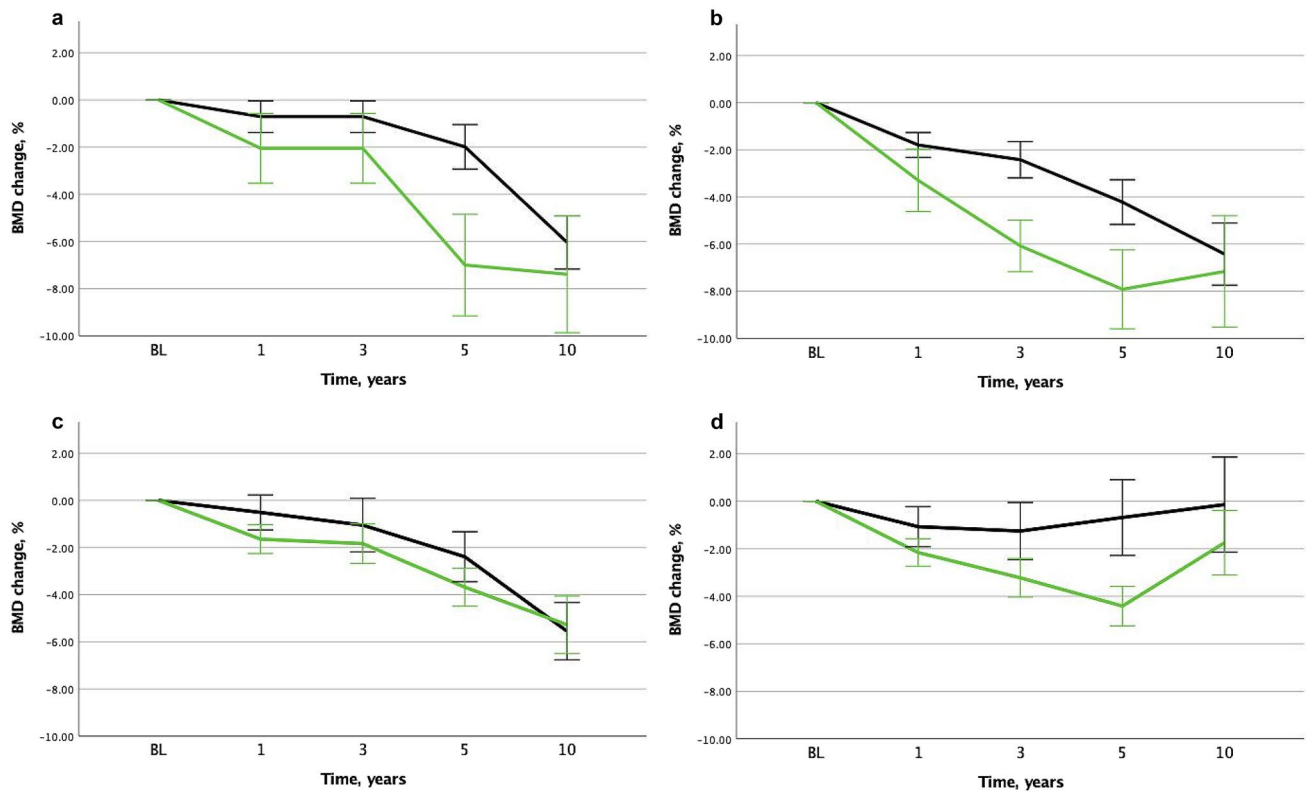 a
2.00
0.00
-2.00
-4.00
-6.00
-8.00
-10.00
BMD change, %
BL 1 3 5 10
Time, years
b
2.00
0.00
-2.00
-4.00
-6.00
-8.00
-10.00
BMD change, %
BL 1 3 5 10
Time, years
c
2.00
0.00
-2.00
-4.00
-6.00
-8.00
-10.00
BMD change, %
BL 1 3 5 10
Time, years
d
2.00
0.00
-2.00
-4.00
-6.00
-8.00
-10.00
BMD change, %
BL 1 3 5 10
Time, years